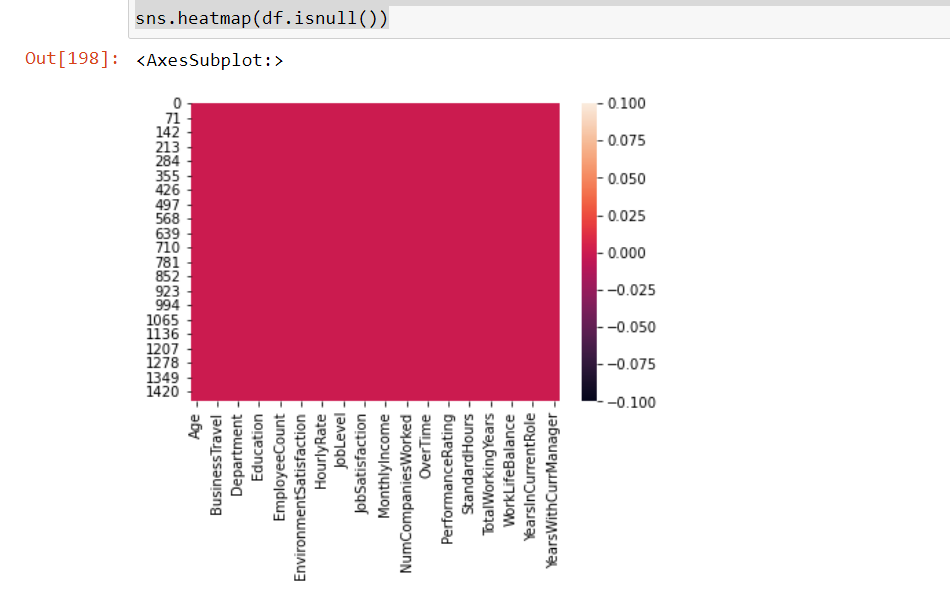 sns.heatmap(df.isnull())
Out[198]: <AxesSubplot:>
0
71
142
213
284
355
426
497
568
639
710
781
852
923
994
1065
1136
1207
1278
1349
1420
0.100
0.075
0.050
0.025
0.000
−0.025
−0.050
−0.075
−0.100
Age
BusinessTravel
Department
Education
EmployeeCount
EnvironmentSatisfaction
HourlyRate
JobLevel
JobSatisfaction
MonthlyIncome
NumCompaniesWorked
OverTime
PerformanceRating
StandardHours
TotalWorkingYears
WorkLifeBalance
YearsInCurrentRole
YearsWithCurrManager